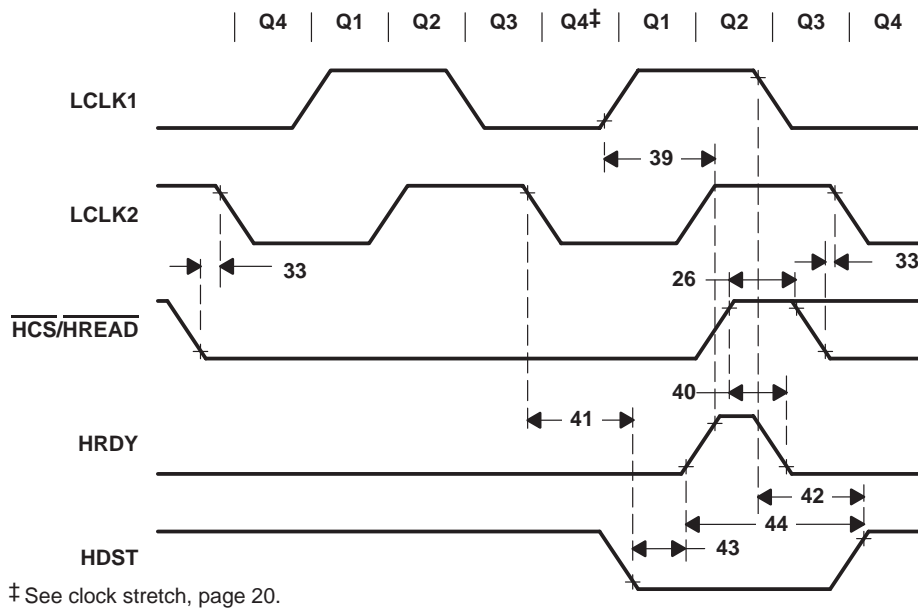 Q4 Q1 Q2 Q3 Q4‡ Q1 Q2 Q3 Q4
LCLK1
39
LCLK2
33
26
33
HCS/HREAD
40
41
HRDY
42
44
43
HDST
‡ See clock stretch, page 20.